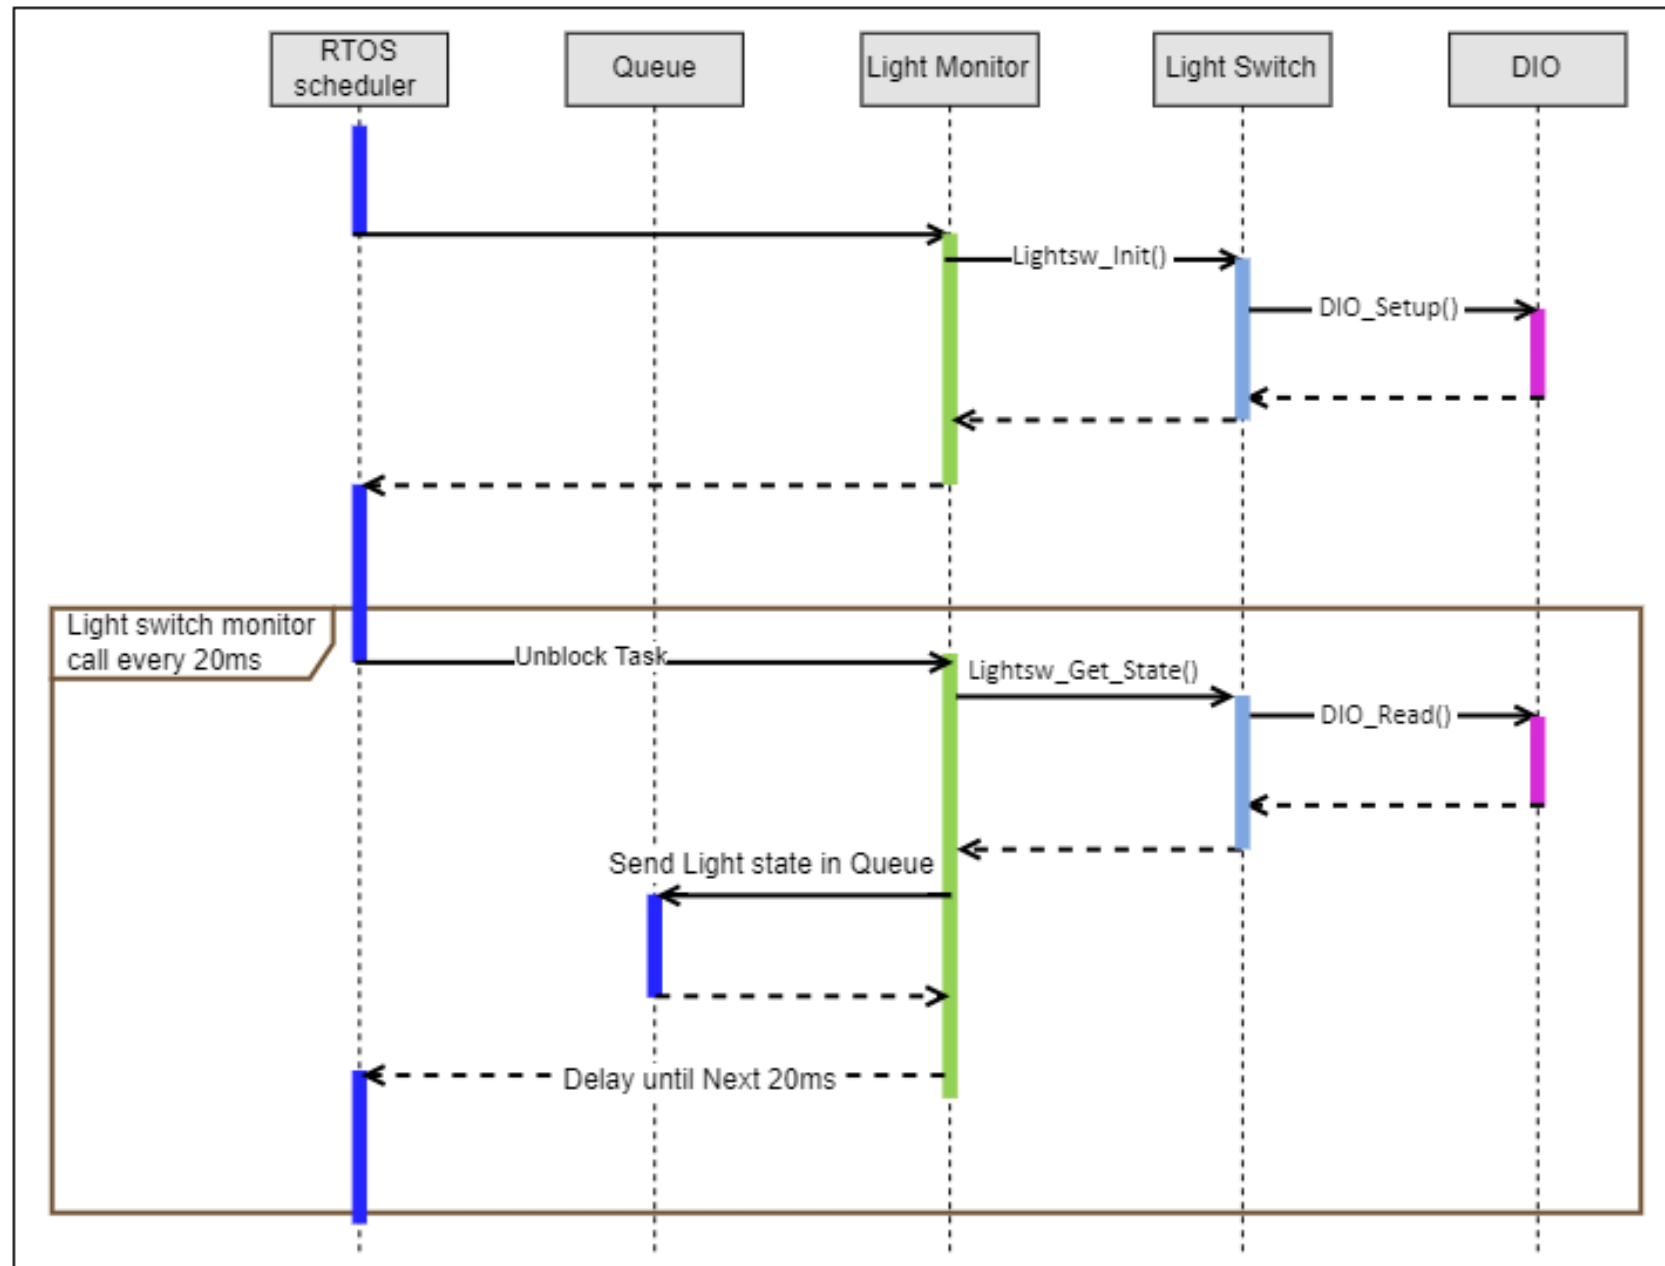 RTOS
scheduler
Queue
Light Monitor
Light Switch
DIO
Lightsw_Init()
DIO_Setup()
Light switch monitor
call every 20ms
Unblock Task
Lightsw_Get_State()
DIO_Read()
Send Light state in Queue
Delay until Next 20ms